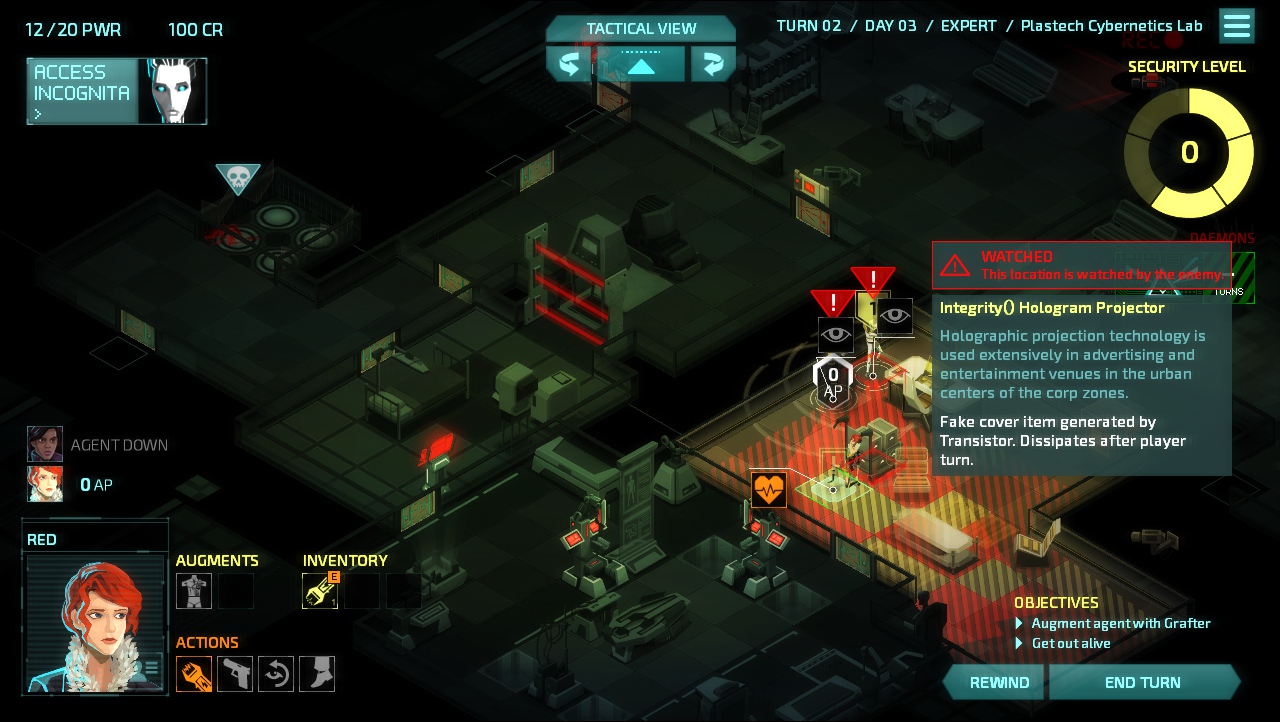 12/20 PWR
100 CR
TACTICAL VIEW
TURN 02 / DAY 03 / EXPERT / Plastech Cybernetics Lab
REC
ACCESS
INCOGNITA
>
SECURITY LEVEL
0
DAEMONS
TURNS
WATCHED
This location is watched by the enemy.
Integrity() Hologram Projector
Holographic projection technology is
used extensively in advertising and
entertainment venues in the urban
centers of the corp zones.
Fake cover item generated by
Transistor. Dissipates after player
turn.
!
!
1
0
AP
AGENT DOWN
0 AP
RED
AUGMENTS
INVENTORY
E
1
ACTIONS
OBJECTIVES
Augment agent with Grafter
Get out alive
REWIND
END TURN